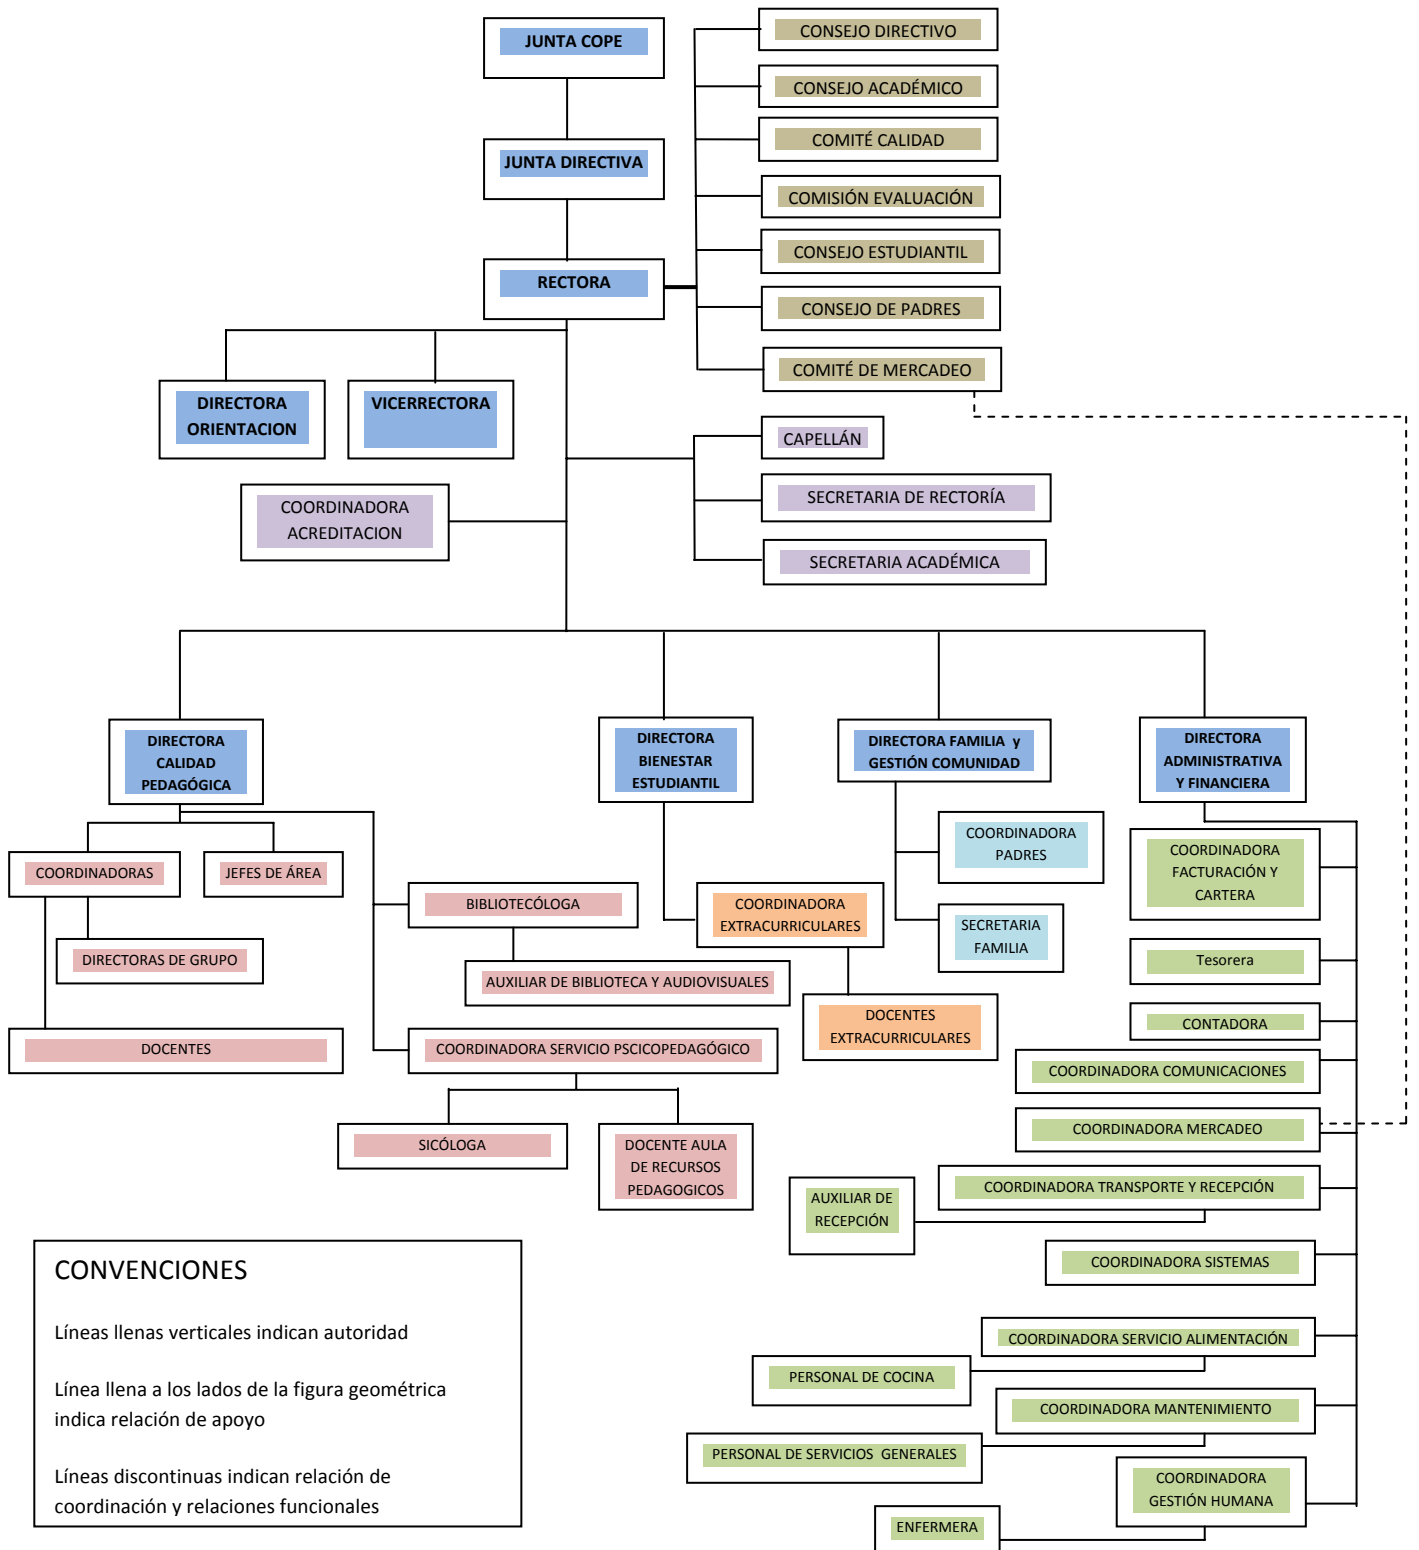 JUNTA COPE
JUNTA DIRECTIVA
RECTORA
CONSEJO DIRECTIVO
CONSEJO ACADÉMICO
COMITÉ CALIDAD
COMISIÓN EVALUACIÓN
CONSEJO ESTUDIANTIL
CONSEJO DE PADRES
COMITÉ DE MERCADEO
DIRECTORA
ORIENTACION
VICERRECTORA
CAPELLÁN
SECRETARIA DE RECTORÍA
SECRETARIA ACADÉMICA
COORDINADORA
ACREDITACION
DIRECTORA
CALIDAD
PEDAGÓGICA
DIRECTORA
BIENESTAR
ESTUDIANTIL
DIRECTORA FAMILIA y
GESTIÓN COMUNIDAD
DIRECTORA
ADMINISTRATIVA
Y FINANCIERA
COORDINADORAS
JEFES DE ÁREA
DIRECTORAS DE GRUPO
DOCENTES
BIBLIOTECÓLOGA
AUXILIAR DE BIBLIOTECA Y AUDIOVISUALES
COORDINADORA SERVICIO PSCICOPEDAGÓGICO
SICÓLOGA
DOCENTE AULA
DE RECURSOS
PEDAGOGICOS
COORDINADORA
EXTRACURRICULARES
DOCENTES
EXTRACURRICULARES
COORDINADORA
PADRES
SECRETARIA
FAMILIA
COORDINADORA
FACTURACIÓN Y
CARTERA
Tesorera
CONTADORA
COORDINADORA COMUNICACIONES
COORDINADORA MERCADEO
COORDINADORA TRANSPORTE Y RECEPCIÓN
AUXILIAR DE
RECEPCIÓN
COORDINADORA SISTEMAS
COORDINADORA SERVICIO ALIMENTACIÓN
PERSONAL DE COCINA
COORDINADORA MANTENIMIENTO
PERSONAL DE SERVICIOS GENERALES
COORDINADORA
GESTIÓN HUMANA
ENFERMERA
CONVENCIONES
Líneas llenas verticales indican autoridad
Línea llena a los lados de la figura geométrica
indica relación de apoyo
Líneas discontinuas indican relación de
coordinación y relaciones funcionales